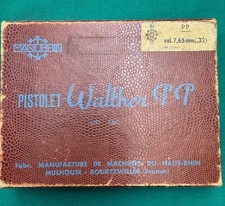 MANURHIN
PP
cal. 7,65 mm (.32)
PISTOLET Walther PP
Fabr. MANUFACTURE DE MACHINES DU HAUT-RHIN
MULHOUSE - BOURTZWILLER (France)